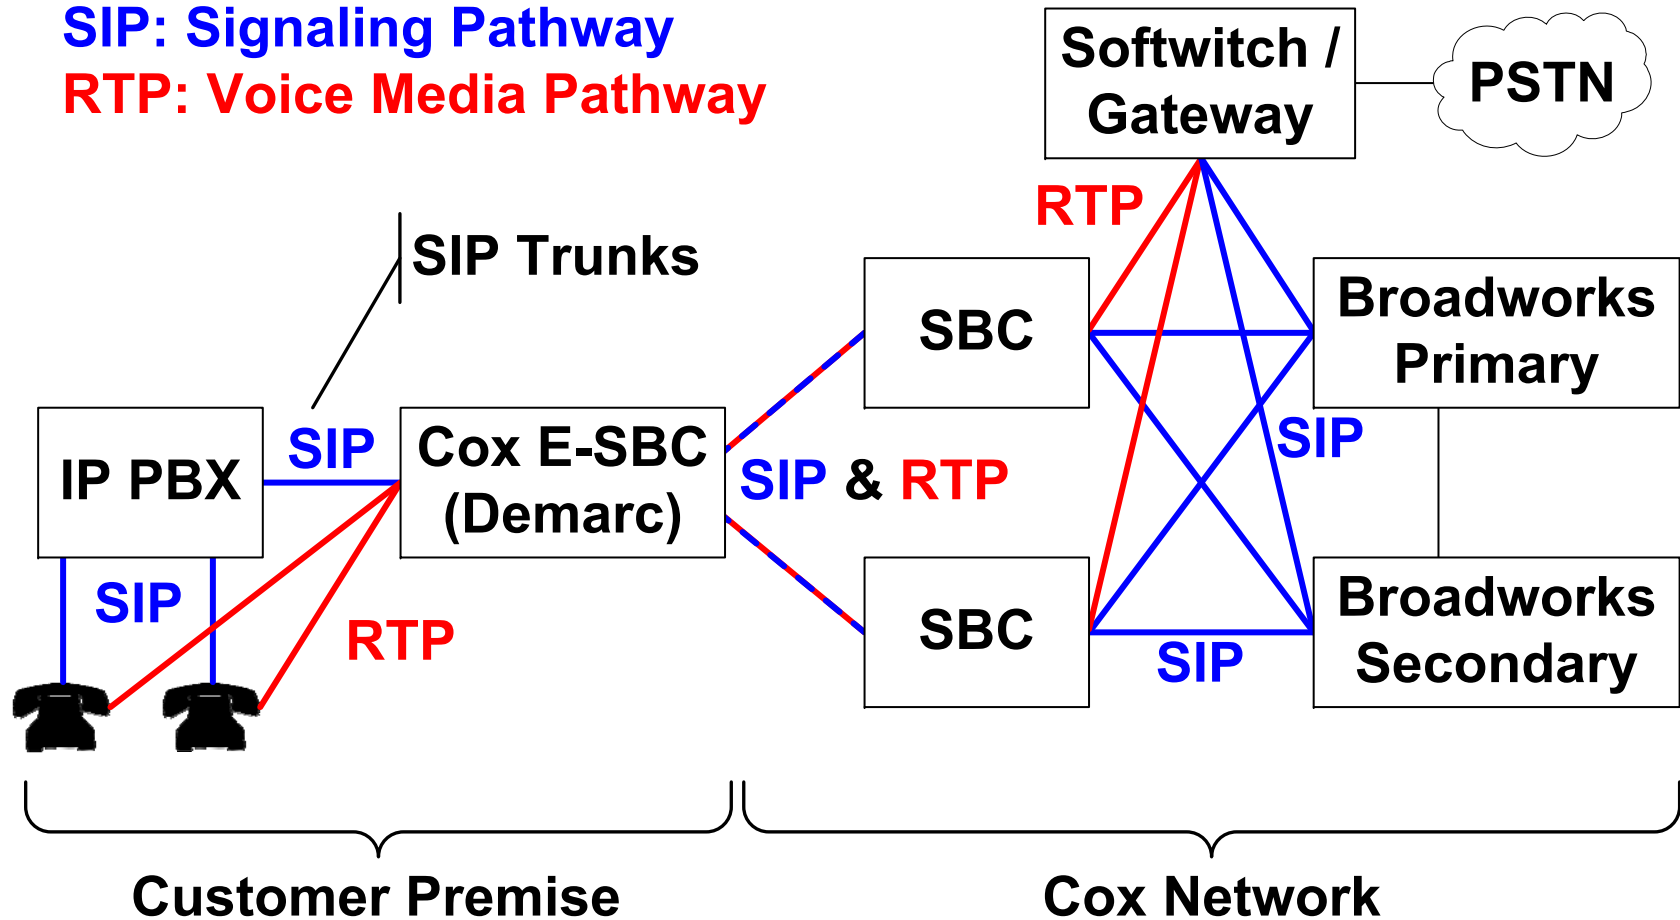 SIP: Signaling Pathway
RTP: Voice Media Pathway
Softwitch /
Gateway
PSTN
RTP
SIP Trunks
SBC
Broadworks
Primary
SIP
Cox E-SBC
(Demarc)
IP PBX
SIP & RTP
SIP
SIP
RTP
SBC
Broadworks
Secondary
SIP
Customer Premise
Cox Network